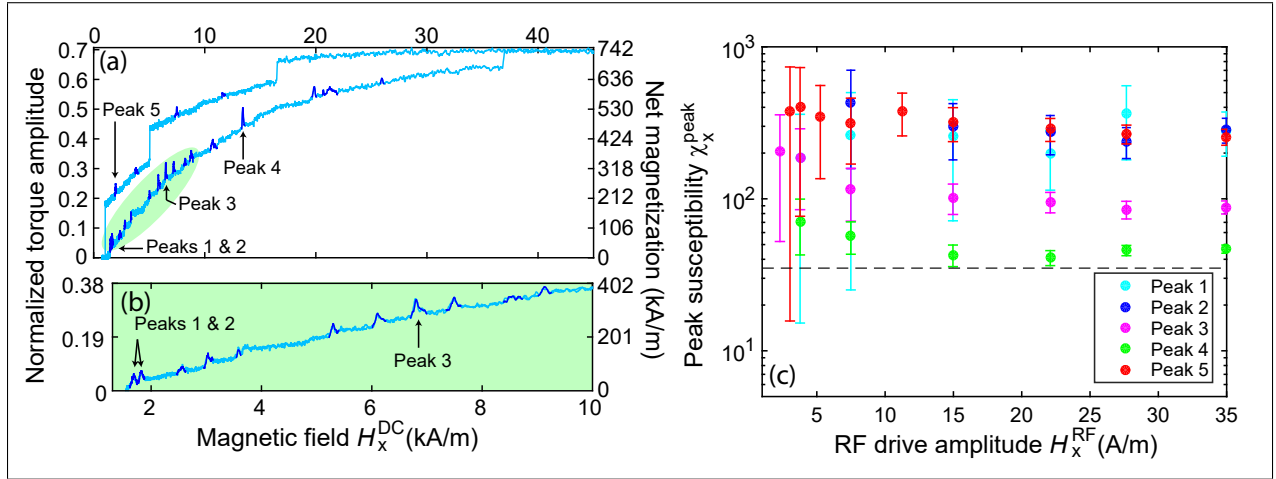 0 10 20 30 40
(a)
0.7
0.6
0.5
0.4
0.3
0.2
0.1
0
742
636
530
424
318
212
106
0
Peak 5
Peak 4
Peak 3
Peaks 1 & 2
Normalized torque amplitude
Net magnetization (kA/m)
(b)
0.38
0.19
0
402
201
0
Peaks 1 & 2
Peak 3
2 4 6 8 10
Magnetic field H_x^DC (kA/m)
10^3
10^2
10^1
Peak susceptibility χ_x^peak
Peak 1
Peak 2
Peak 3
Peak 4
Peak 5
(c)
5 10 15 20 25 30 35
RF drive amplitude H_x^RF (A/m)